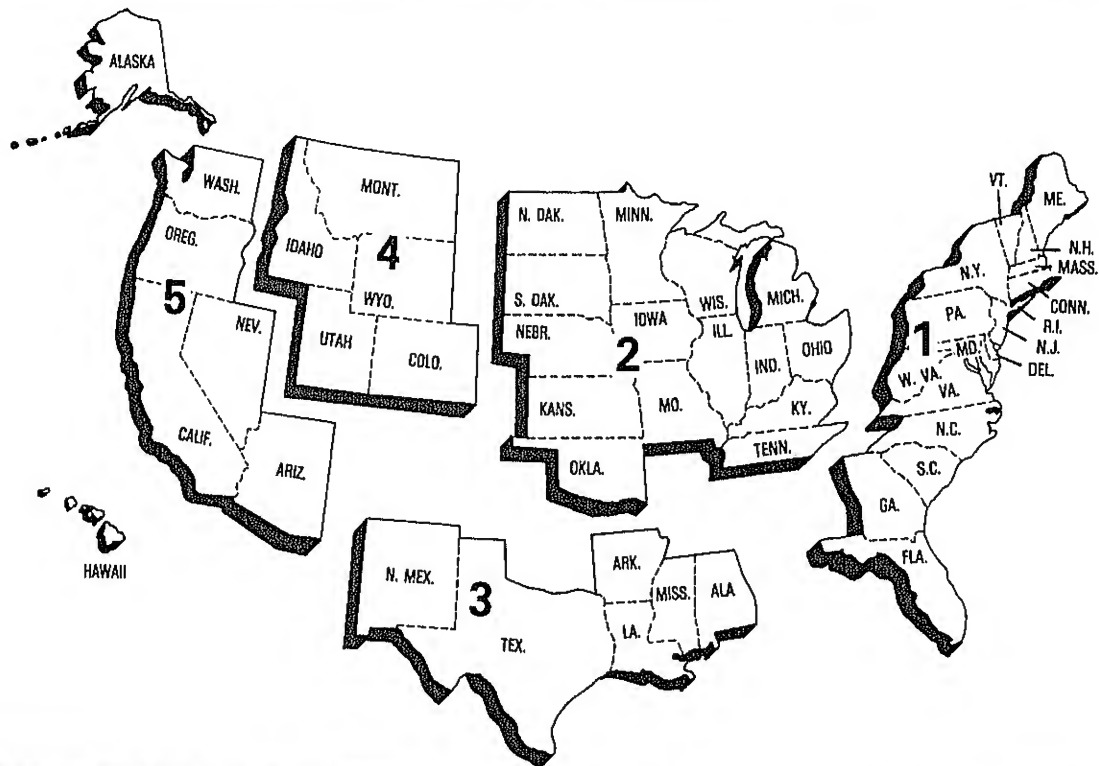 ALASKA
WASH.
OREG.
5
NEV.
CALIF.
ARIZ.
HAWAII
MONT.
IDAHO
4
WYO.
UTAH
COLO.
N. DAK.
MINN.
S. DAK.
WIS.
MICH.
NEBR.
IOWA
ILL.
2
IND.
OHIO
KANS.
MO.
KY.
TENN.
OKLA.
N. MEX.
3
TEX.
ARK.
MISS.
ALA
LA.
VT.
ME.
N.H.
MASS.
N.Y.
CONN.
PA.
R.I.
1
MD.
N.J.
DEL.
W. VA.
VA.
N.C.
S.C.
GA.
FLA.